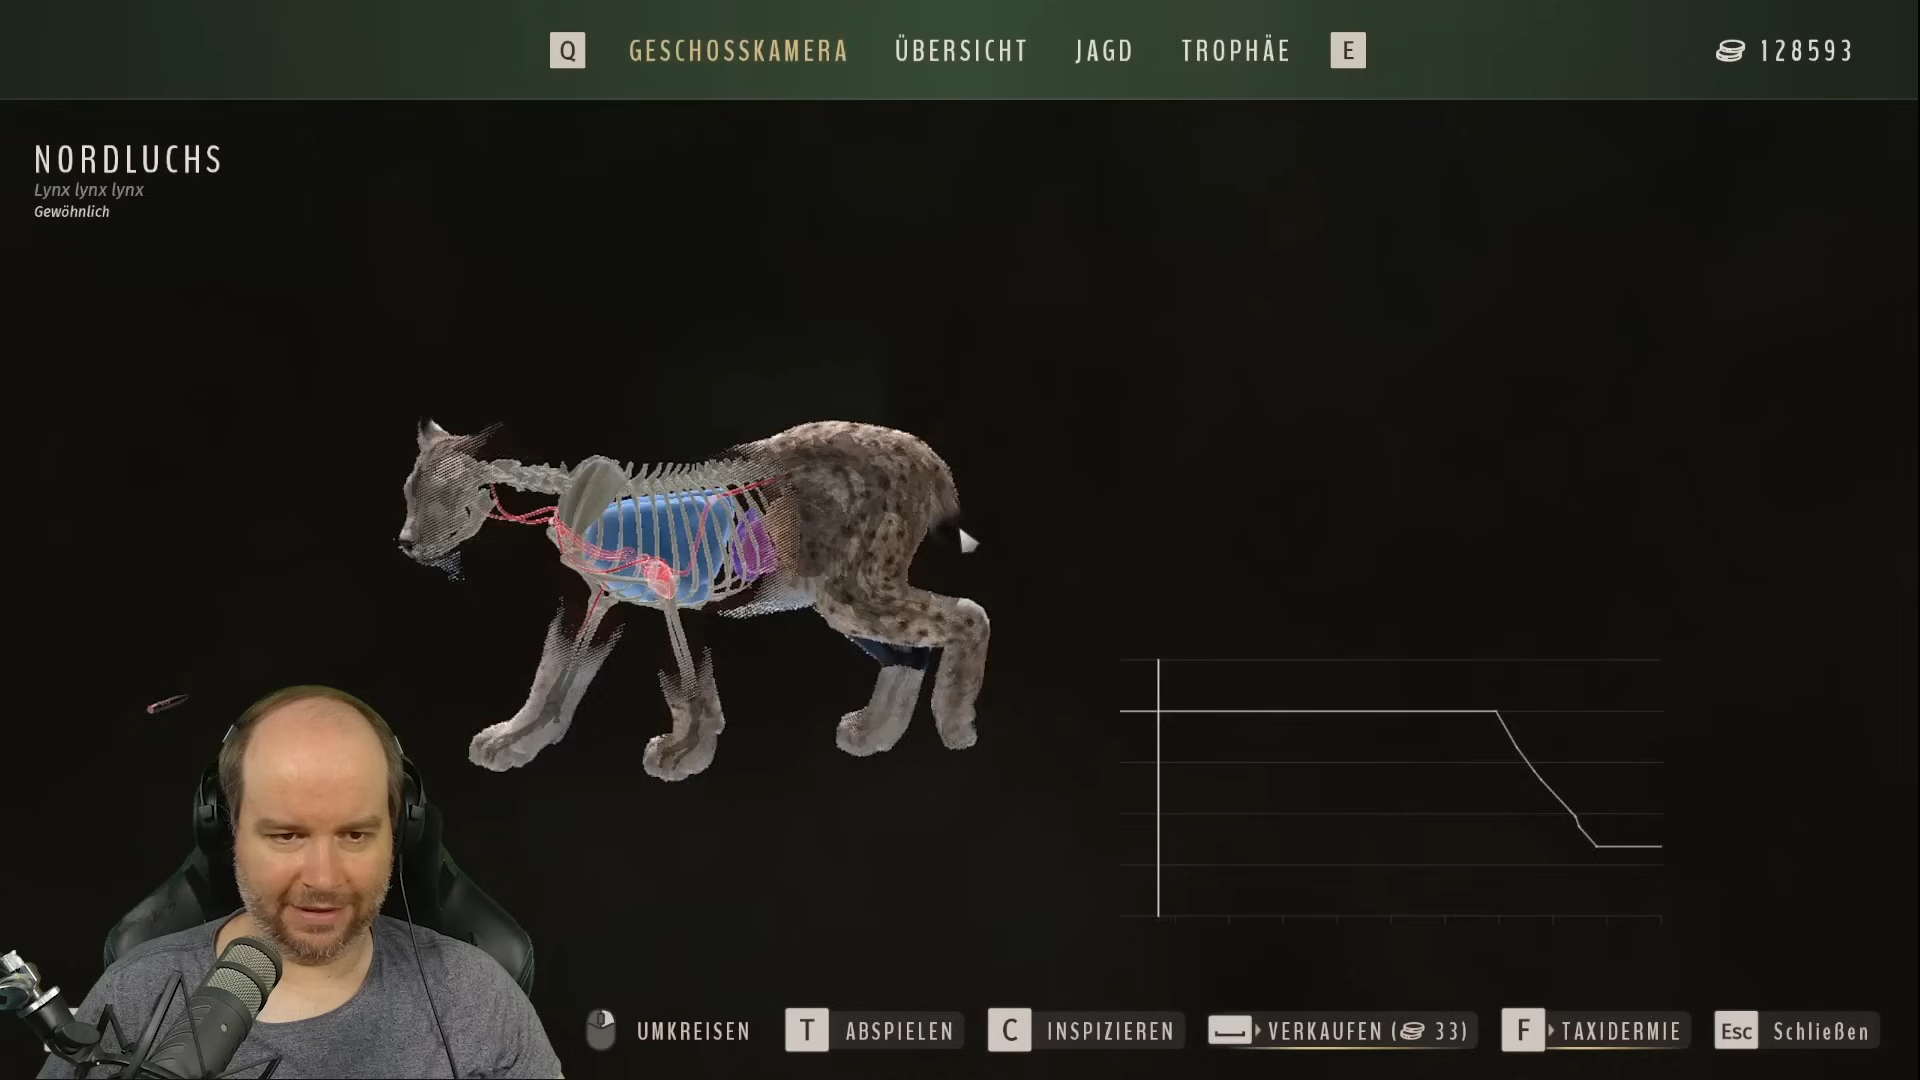 Q GESCHOSSKAMERA ÜBERSICHT JAGD TROPHÄE E 128593
NORDLUCHS
Lynx lynx lynx
Gewöhnlich
UMKREISEN T ABSPIELEN C INSPIZIEREN VERKAUFEN ( 33) F TAXIDERMIE Esc Schließen